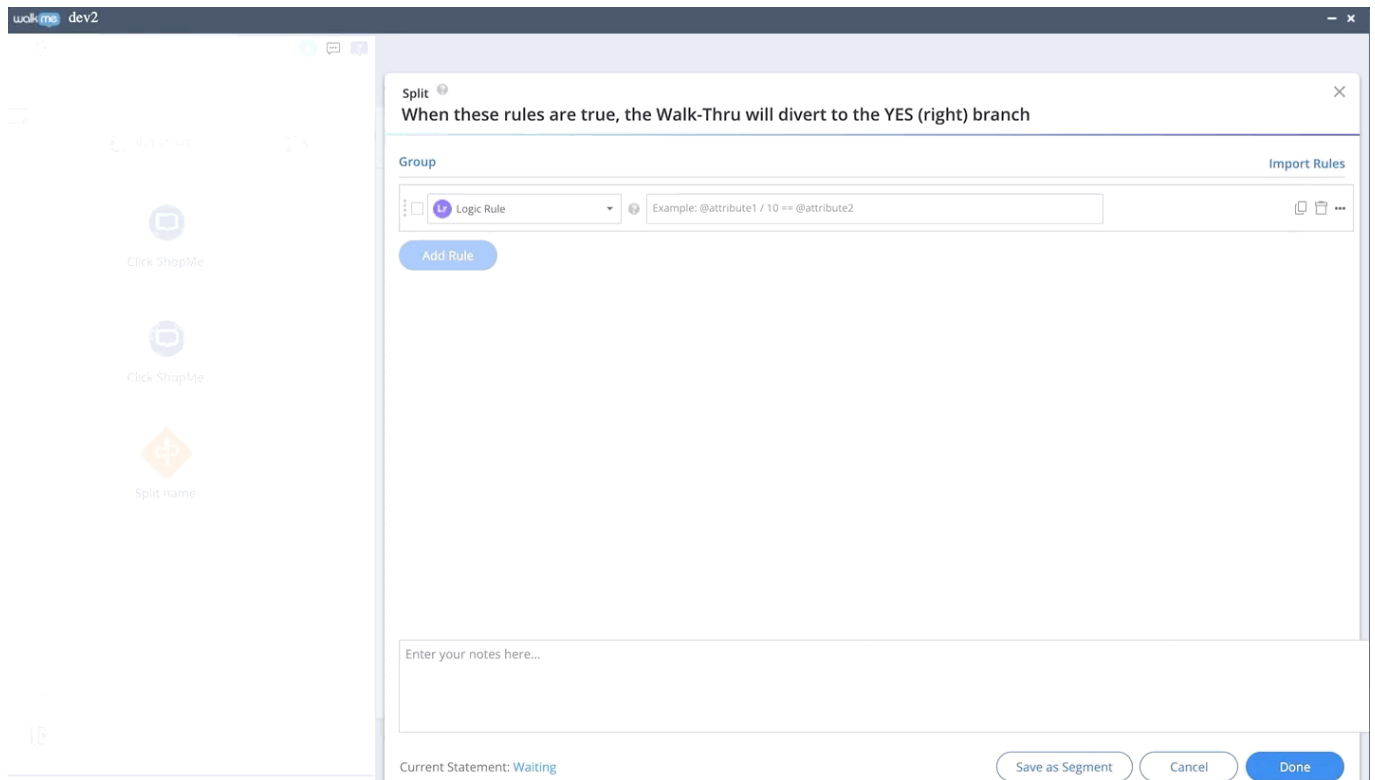 walkme dev2
Split
When these rules are true, the Walk-Thru will divert to the YES (right) branch
Group
Import Rules
Lr Logic Rule
Example: @attribute1 / 10 == @attribute2
Add Rule
Click ShopMe
Click ShopMe
Split name
Enter your notes here...
Current Statement: Waiting
Save as Segment
Cancel
Done